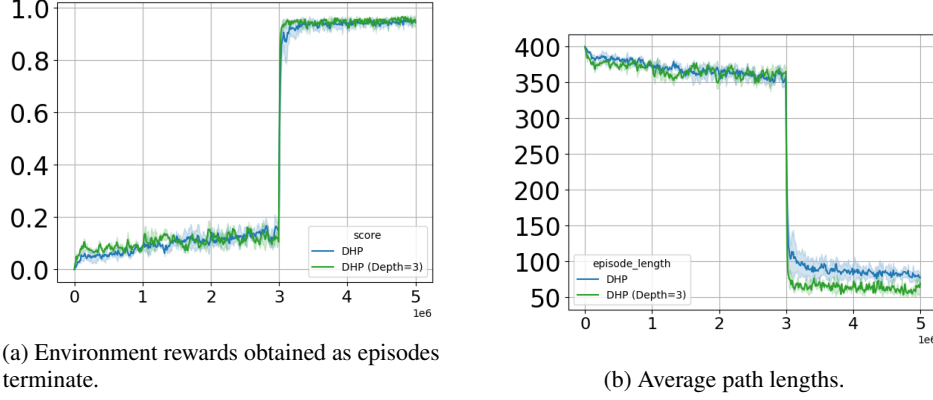 1.0
0.8
0.6
0.4
0.2
0.0
score
DHP
DHP (Depth=3)
0 1 2 3 4 5
1e6
(a) Environment rewards obtained as episodes
terminate.
400
350
300
250
200
150
100
50
episode_length
DHP
DHP (Depth=3)
0 1 2 3 4 5
1e6
(b) Average path lengths.